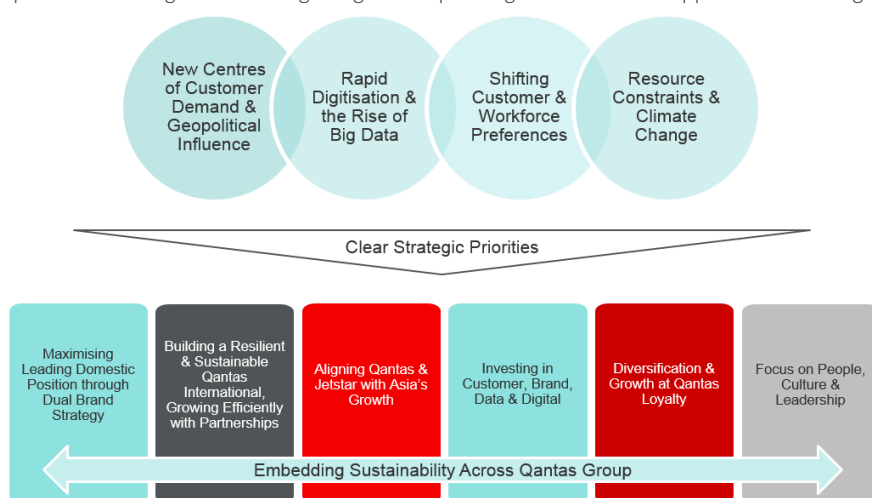 New Centres
of Customer
Demand &
Geopolitical
Influence
Rapid
Digitisation &
the Rise of
Big Data
Shifting
Customer &
Workforce
Preferences
Resource
Constraints &
Climate
Change
Clear Strategic Priorities
Maximising
Leading Domestic
Position through
Dual Brand
Strategy
Building a Resilient
& Sustainable
Qantas
International,
Growing Efficiently
with Partnerships
Aligning Qantas &
Jetstar with Asia's
Growth
Investing in
Customer, Brand,
Data & Digital
Diversification &
Growth at Qantas
Loyalty
Focus on People,
Culture &
Leadership
Embedding Sustainability Across Qantas Group